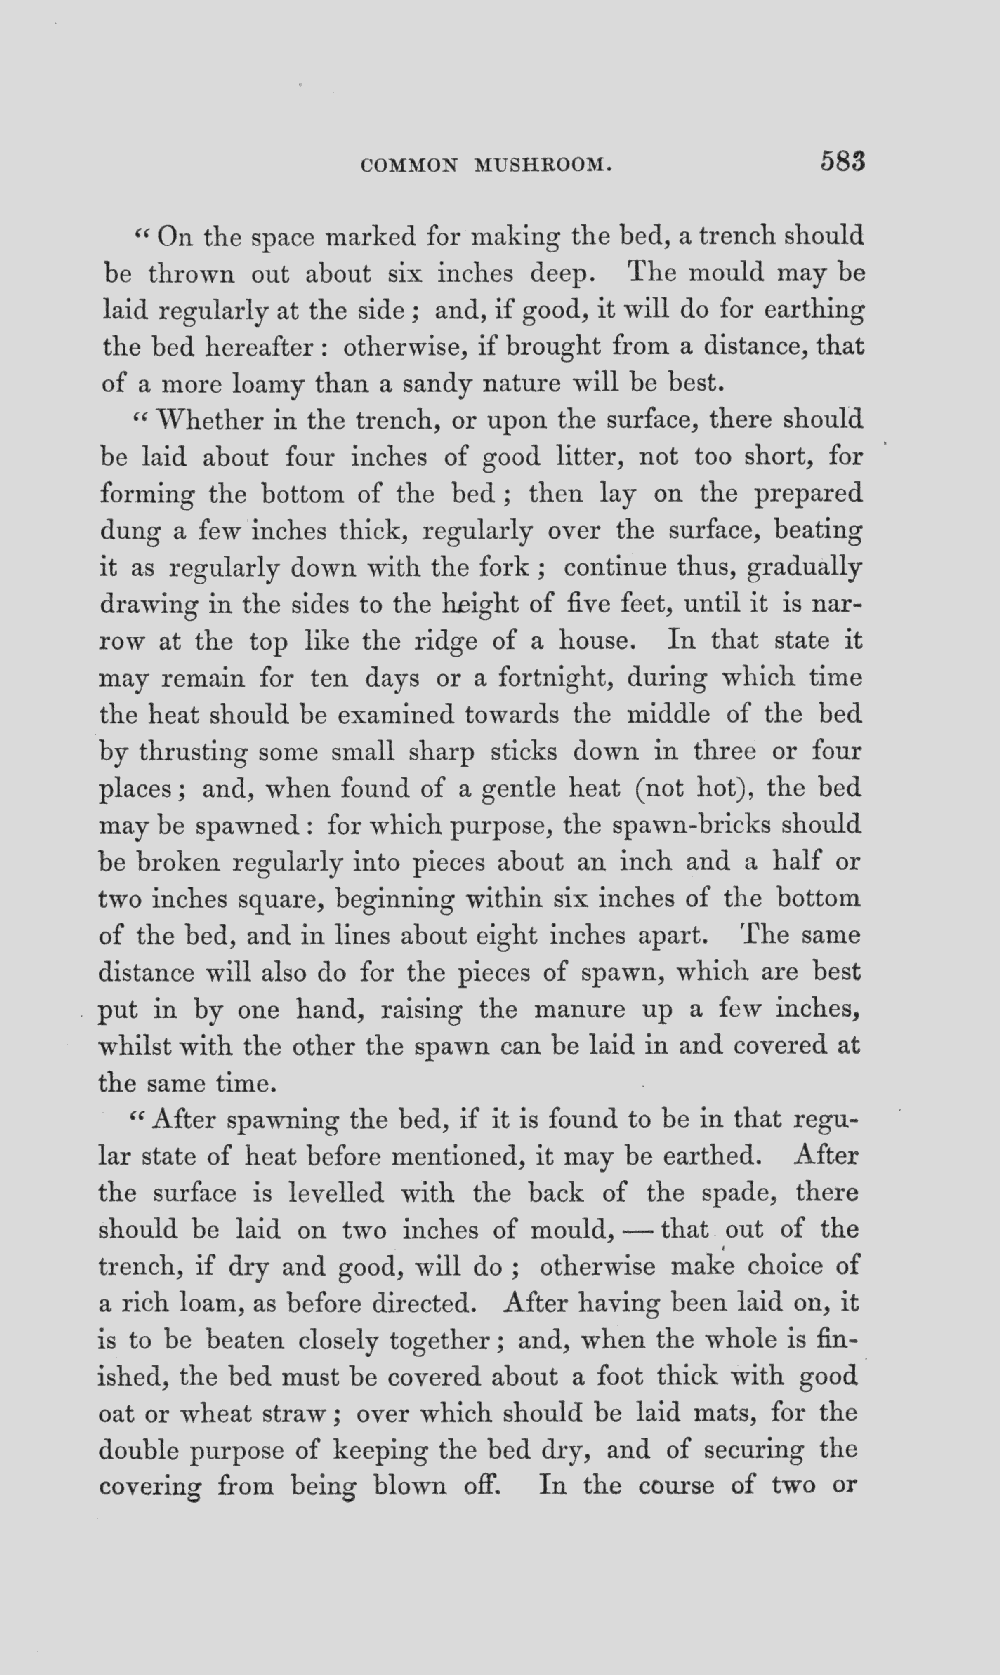 COMMON MUSHROOM. 583
“ On the space marked for making the bed, a trench should
be thrown out about six inches deep. The mould may be
laid regularly at the side ; and, if good, it will do for earthing
the bed hereafter : otherwise, if brought from a distance, that
of a more loamy than a sandy nature will be best.
“ Whether in the trench, or upon the surface, there should
be laid about four inches of good litter, not too short, for
forming the bottom of the bed ; then lay on the prepared
dung a few inches thick, regularly over the surface, beating
it as regularly down with the fork ; continue thus, gradually
drawing in the sides to the height of five feet, until it is nar-
row at the top like the ridge of a house. In that state it
may remain for ten days or a fortnight, during which time
the heat should be examined towards the middle of the bed
by thrusting some small sharp sticks down in three or four
places ; and, when found of a gentle heat (not hot), the bed
may be spawned : for which purpose, the spawn-bricks should
be broken regularly into pieces about an inch and a half or
two inches square, beginning within six inches of the bottom
of the bed, and in lines about eight inches apart. The same
distance will also do for the pieces of spawn, which are best
put in by one hand, raising the manure up a few inches,
whilst with the other the spawn can be laid in and covered at
the same time.
“ After spawning the bed, if it is found to be in that regu-
lar state of heat before mentioned, it may be earthed. After
the surface is levelled with the back of the spade, there
should be laid on two inches of mould, — that out of the
trench, if dry and good, will do ; otherwise make choice of
a rich loam, as before directed. After having been laid on, it
is to be beaten closely together ; and, when the whole is fin-
ished, the bed must be covered about a foot thick with good
oat or wheat straw ; over which should be laid mats, for the
double purpose of keeping the bed dry, and of securing the
covering from being blown off. In the course of two or